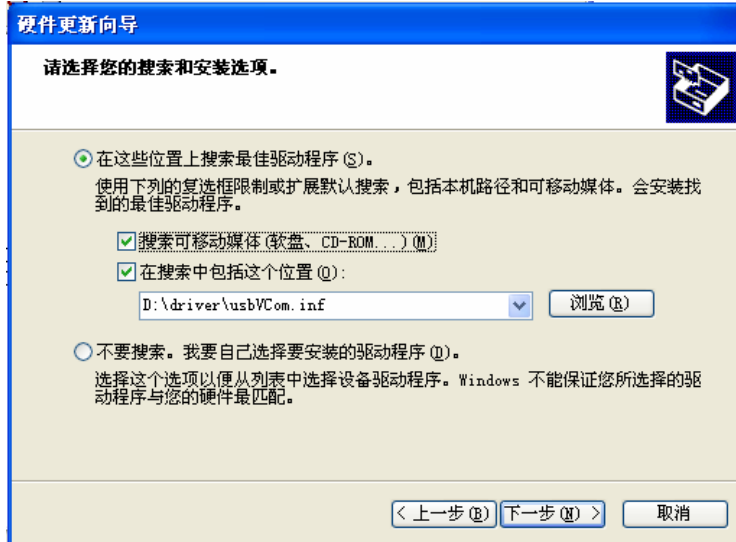 硬件更新向导
请选择您的搜索和安装选项。
在这些位置上搜索最佳驱动程序(S)。
使用下列的复选框限制或扩展默认搜索，包括本机路径和可移动媒体。会安装找
到的最佳驱动程序。
搜索可移动媒体(软盘、CD-ROM...)(M)
在搜索中包括这个位置(O):
D:\driver\usbVCom.inf
浏览(R)
不要搜索。我要自己选择要安装的驱动程序(D)。
选择这个选项以便从列表中选择设备驱动程序。Windows 不能保证您所选择的驱
动程序与您的硬件最匹配。
< 上一步(B) 下一步(N) > 取消